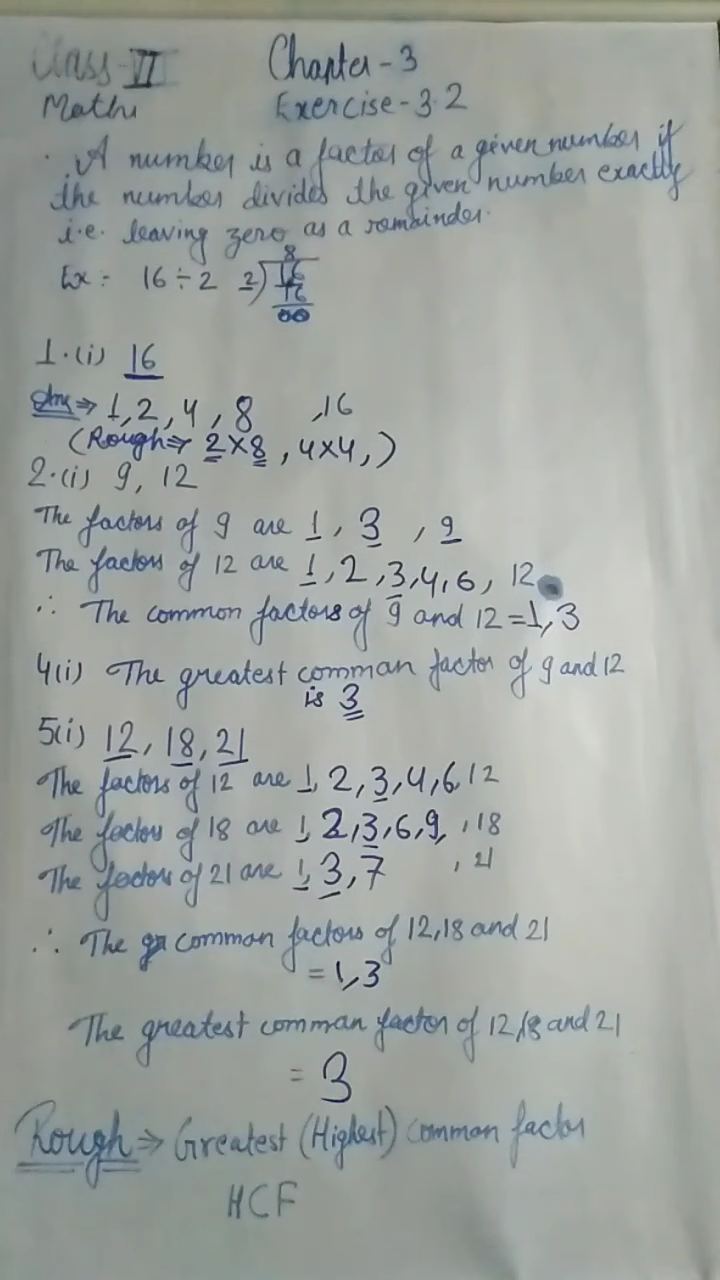 Class-VI Chapter-3
Maths Exercise-3.2
. A number is a factor of a given number if
the number divides the given number exactly
i.e. leaving zero as a remainder.
Ex:- 16÷2 2)16
8
16
00
1.(i) 16
Ans⇒ 1,2,4,8 ,16
(Rough⇒ 2×8, 4×4,)
2.(i) 9, 12
The factors of 9 are 1, 3 , 9
The factors of 12 are 1,2,3,4,6, 12
∴ The common factors of 9 and 12=1,3
4(i) The greatest comman factor of 9 and 12
is 3
5(i) 12, 18, 21
The factors of 12 are 1, 2, 3, 4, 6, 12
The factors of 18 are 1, 2, 3, 6, 9, , 18
The factors of 21 are 1, 3, 7 , 21
∴ The common factors of 12,18 and 21
= 1,3
The greatest comman factor of 12,18 and 21
= 3
Rough⇒ Greatest (Highest) common factor
HCF